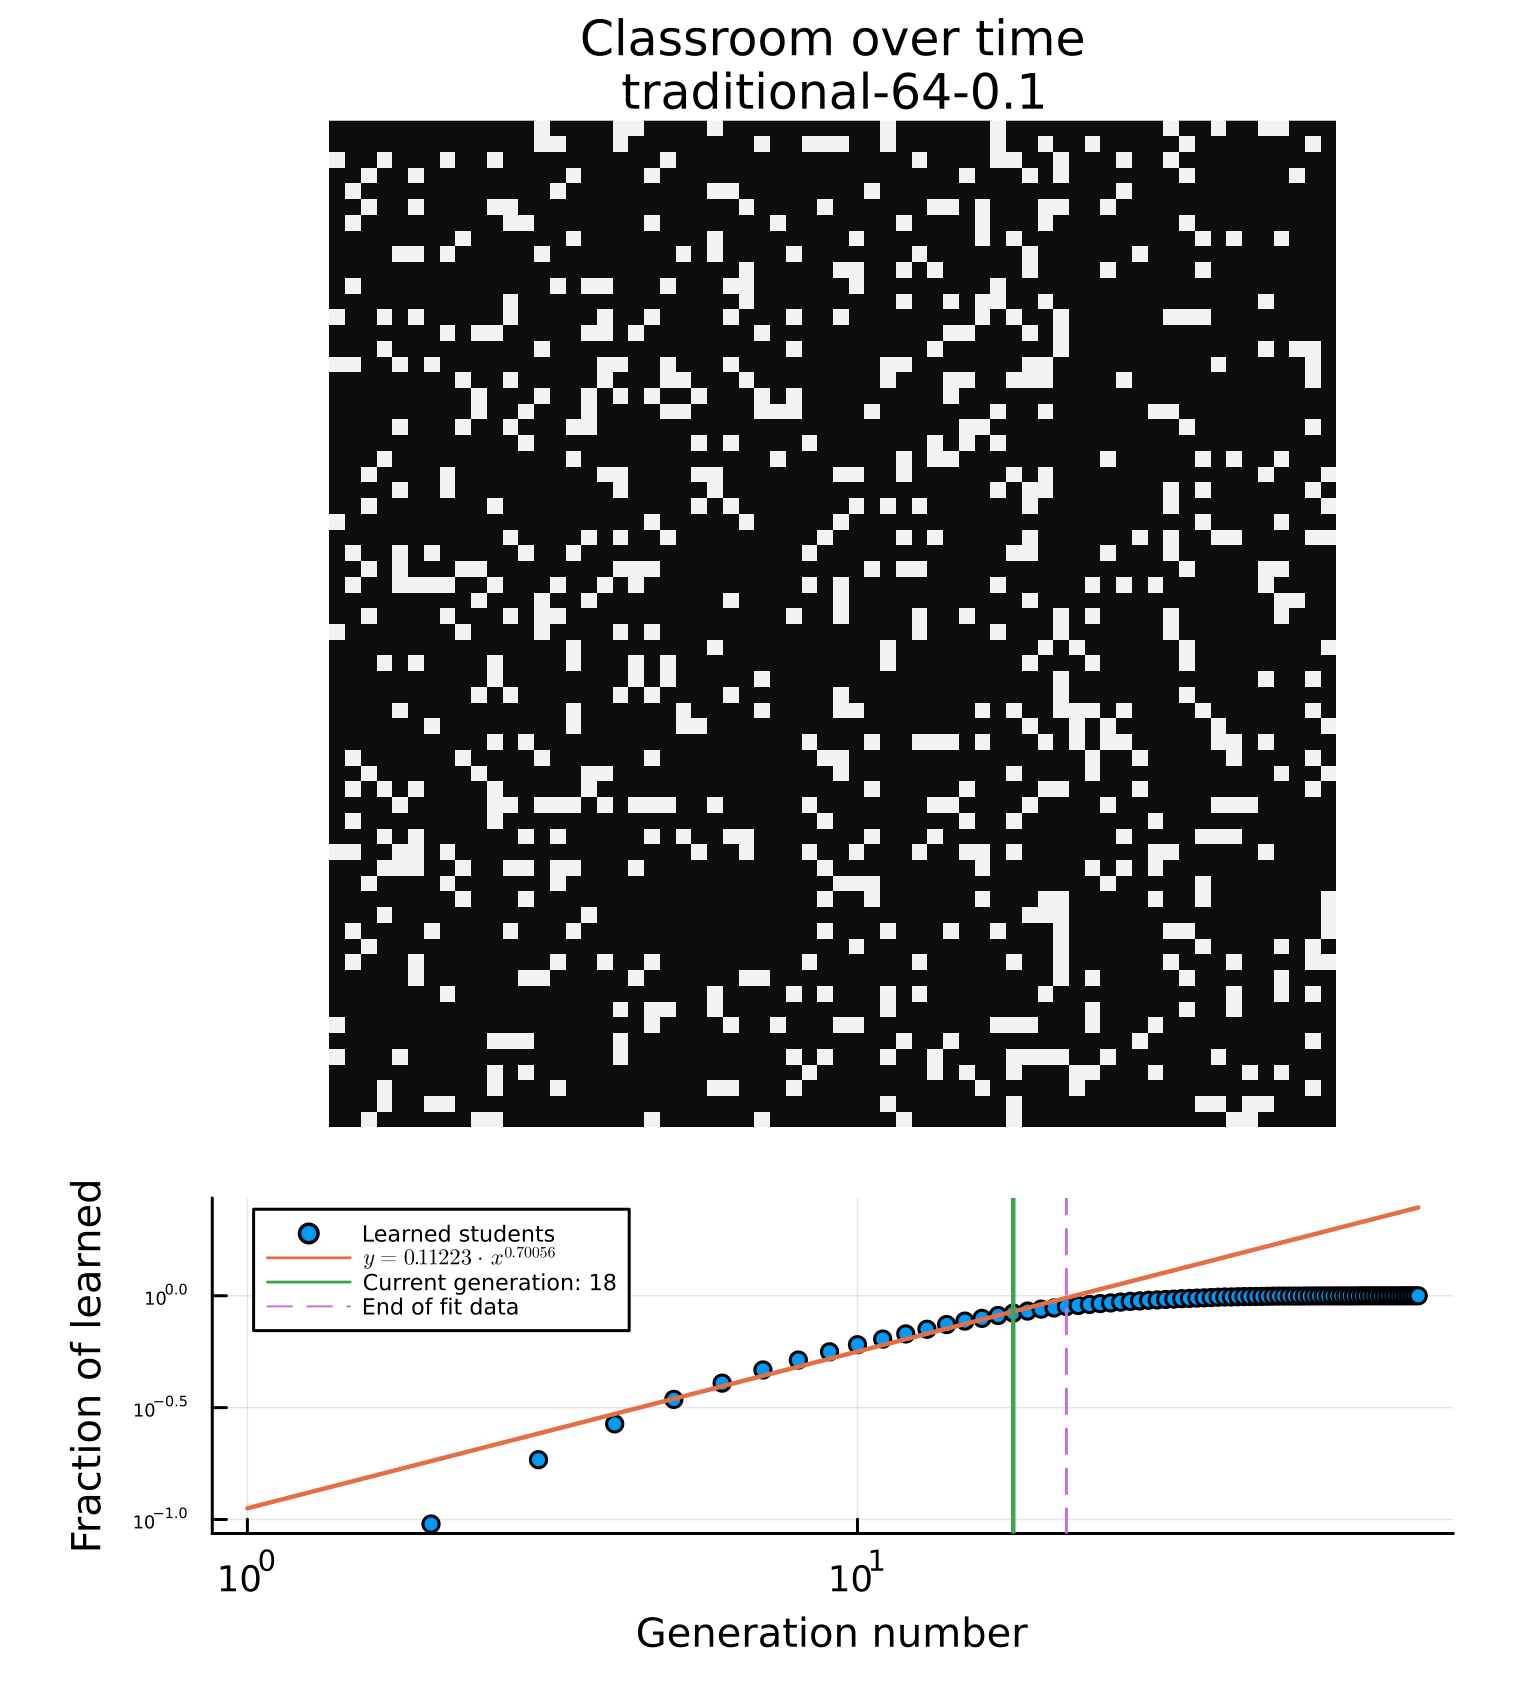 Classroom over time
traditional-64-0.1
Fraction of learned
Learned students
y = 0.11223 · x^0.70056
Current generation: 18
End of fit data
10^0.0
10^−0.5
10^−1.0
10^0
10^1
Generation number